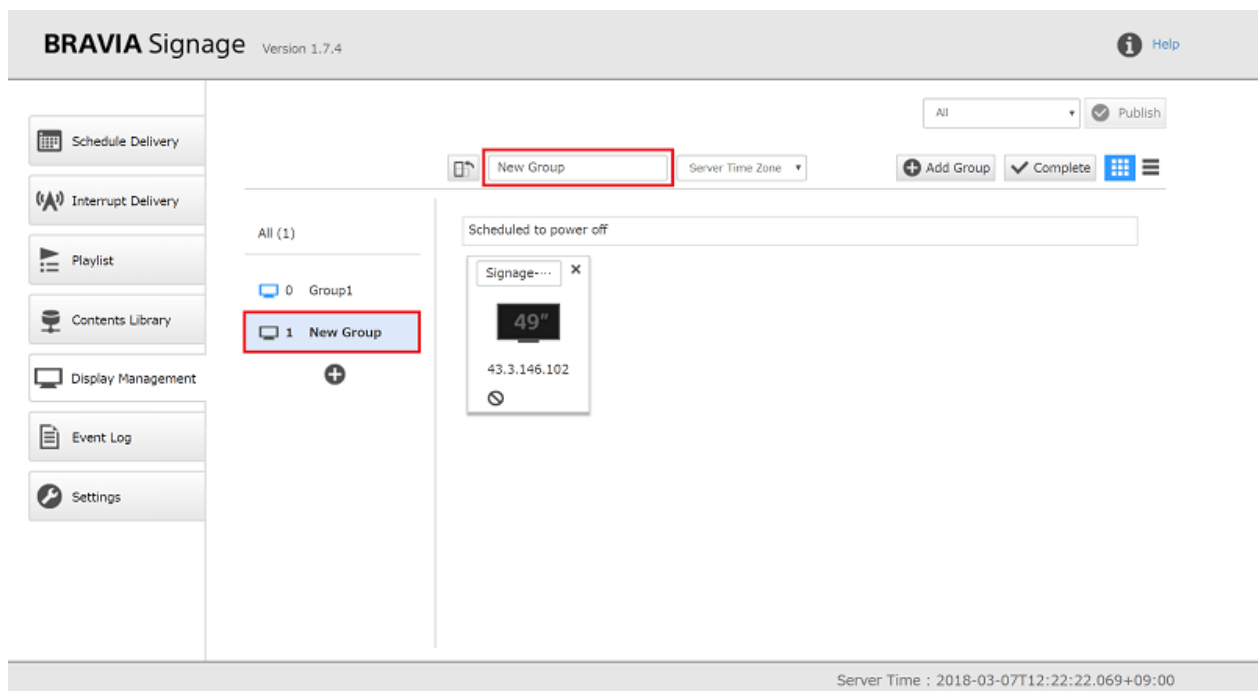 BRAVIA Signage Version 1.7.4
Help
All
Publish
New Group
Server Time Zone
Add Group
Complete
Schedule Delivery
Interrupt Delivery
Playlist
Contents Library
Display Management
Event Log
Settings
All (1)
0 Group1
1 New Group
Scheduled to power off
Signage-···
49"
43.3.146.102
Server Time : 2018-03-07T12:22:22.069+09:00